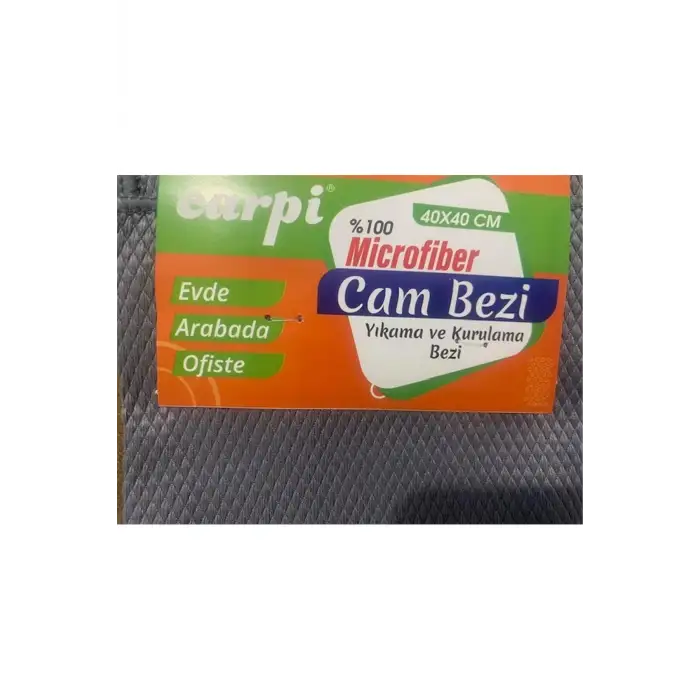 carpi®
40X40 CM
%100
Microfiber
Cam Bezi
Yıkama ve Kurulama
Bezi
Evde
Arabada
Ofiste